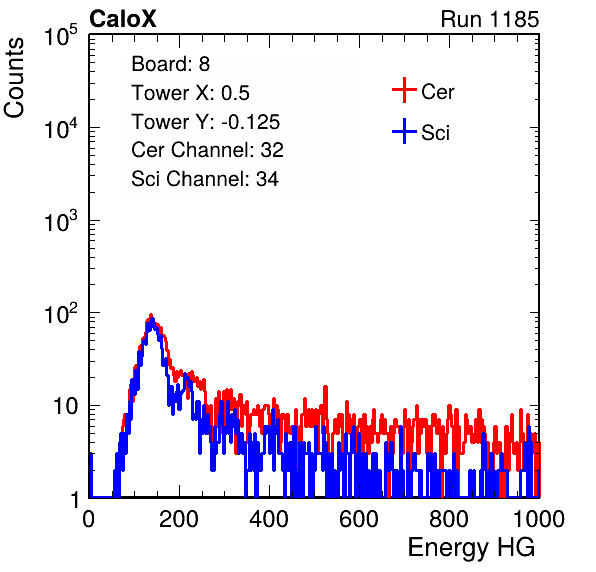 CaloX Run 1185
Counts
Board: 8
Tower X: 0.5
Tower Y: -0.125
Cer Channel: 32
Sci Channel: 34
Cer
Sci
10^5
10^4
10^3
10^2
10
1
0 200 400 600 800 1000
Energy HG